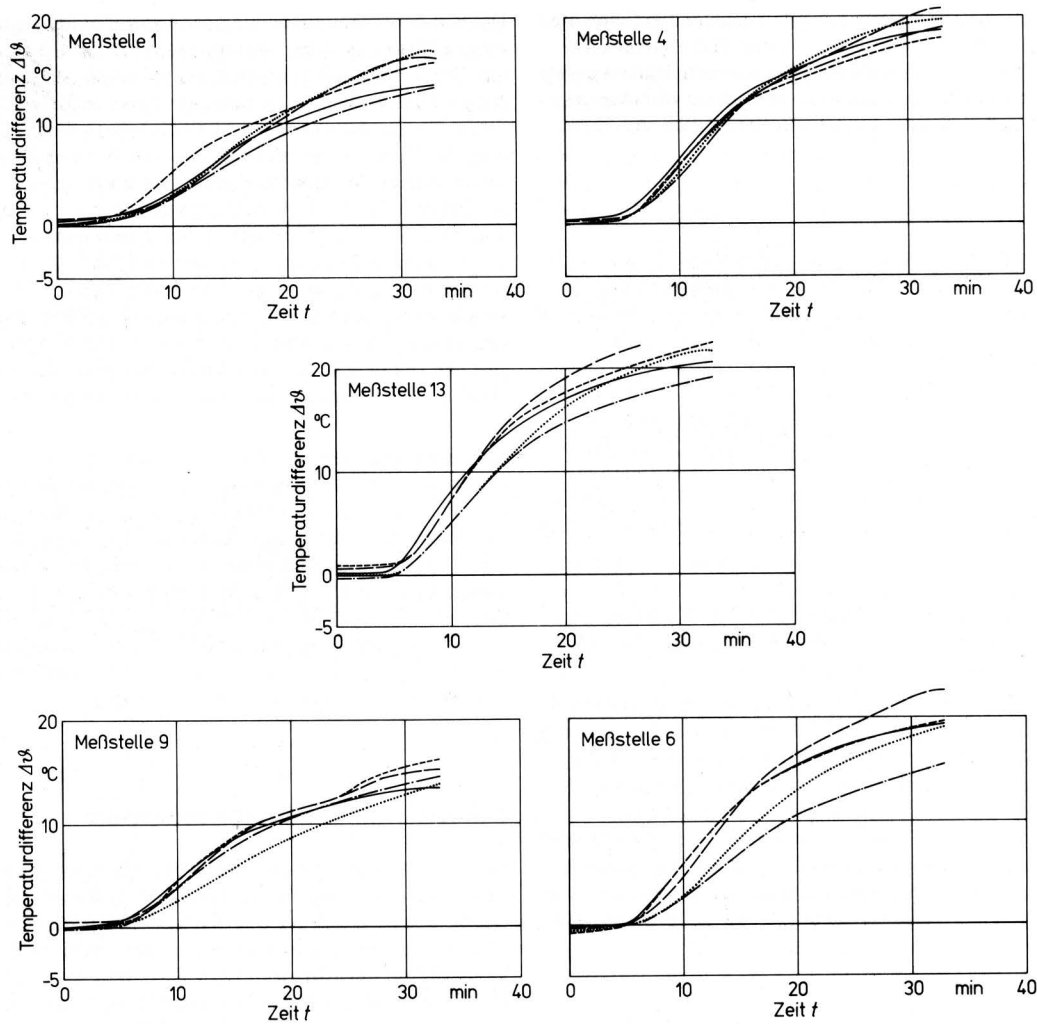 20
Meßstelle 1
Temperaturdifferenz Δϑ
°C
10
0
-5
0 10 20 30 min 40
Zeit t
Meßstelle 4
0 10 20 30 min 40
Zeit t
20
Meßstelle 13
Temperaturdifferenz Δϑ
°C
10
0
-5
0 10 20 30 min 40
Zeit t
20
Meßstelle 9
Temperaturdifferenz Δϑ
°C
10
0
-5
0 10 20 30 min 40
Zeit t
Meßstelle 6
0 10 20 30 min 40
Zeit t